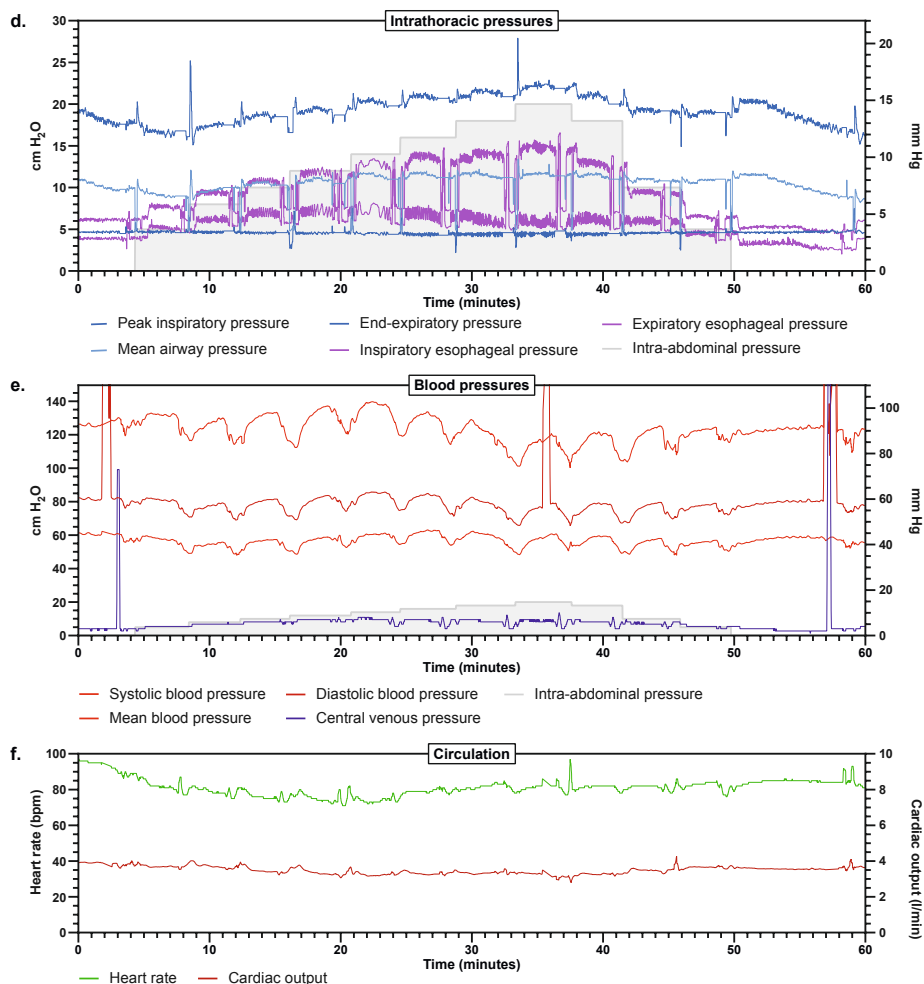 d.
Intrathoracic pressures
30
25
20
15
10
5
0
cm H₂O
20
15
10
5
0
mm Hg
0 10 20 30 40 50 60
Time (minutes)
Peak inspiratory pressure End-expiratory pressure Expiratory esophageal pressure
Mean airway pressure Inspiratory esophageal pressure Intra-abdominal pressure
e.
Blood pressures
140
120
100
80
60
40
20
0
cm H₂O
100
80
60
40
20
0
mm Hg
0 10 20 30 40 50 60
Time (minutes)
Systolic blood pressure Diastolic blood pressure Intra-abdominal pressure
Mean blood pressure Central venous pressure
f.
Circulation
100
80
60
40
20
0
Heart rate (bpm)
10
8
6
4
2
0
Cardiac output (l/min)
0 10 20 30 40 50 60
Time (minutes)
Heart rate Cardiac output